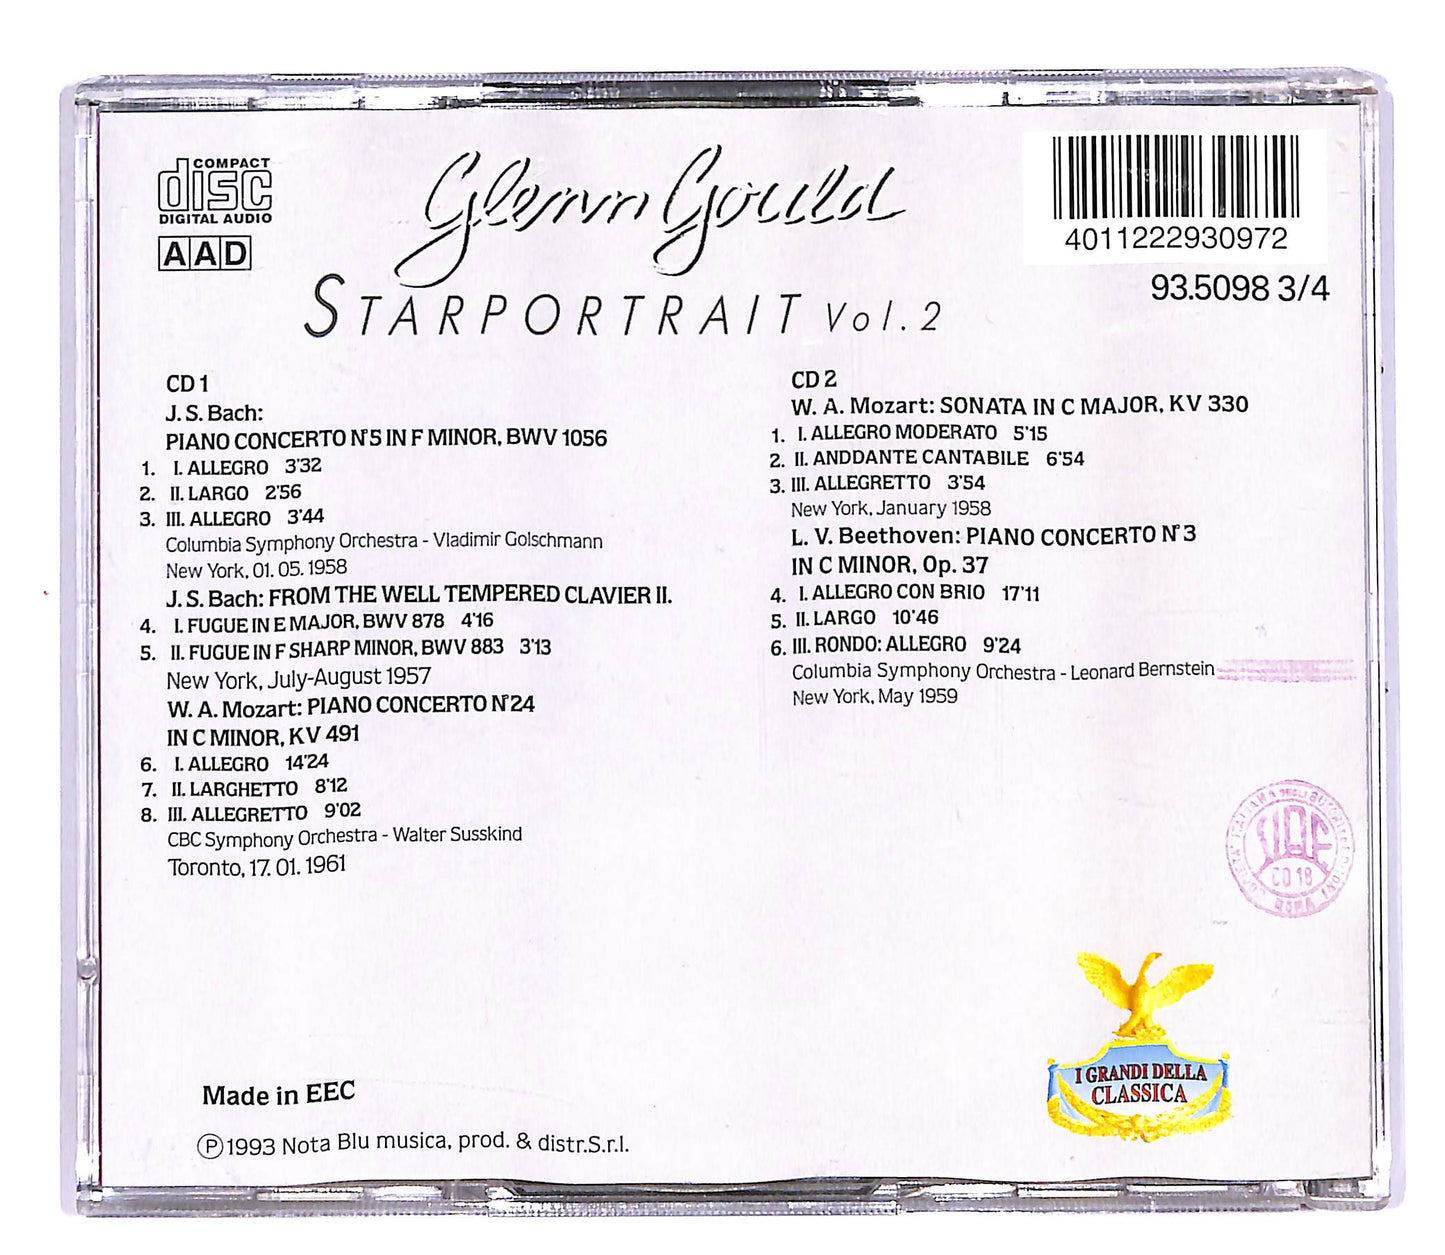 COMPACT
disc
DIGITAL AUDIO
AAD
Glenn Gould
STARPORTRAIT Vol. 2
4011222930972
93.5098 3/4
CD 1
J. S. Bach:
PIANO CONCERTO N°5 IN F MINOR, BWV 1056
1. I. ALLEGRO 3'32
2. II. LARGO 2'56
3. III. ALLEGRO 3'44
Columbia Symphony Orchestra - Vladimir Golschmann
New York, 01. 05. 1958
J. S. Bach: FROM THE WELL TEMPERED CLAVIER II.
4. I. FUGUE IN E MAJOR, BWV 878 4'16
5. II. FUGUE IN F SHARP MINOR, BWV 883 3'13
New York, July-August 1957
W. A. Mozart: PIANO CONCERTO N°24
IN C MINOR, KV 491
6. I. ALLEGRO 14'24
7. II. LARGHETTO 8'12
8. III. ALLEGRETTO 9'02
CBC Symphony Orchestra - Walter Susskind
Toronto, 17. 01. 1961
CD 2
W. A. Mozart: SONATA IN C MAJOR, KV 330
1. I. ALLEGRO MODERATO 5'15
2. II. ANDDANTE CANTABILE 6'54
3. III. ALLEGRETTO 3'54
New York, January 1958
L. V. Beethoven: PIANO CONCERTO N°3
IN C MINOR, Op. 37
4. I. ALLEGRO CON BRIO 17'11
5. II. LARGO 10'46
6. III. RONDO: ALLEGRO 9'24
Columbia Symphony Orchestra - Leonard Bernstein
New York, May 1959
SIAE
CD 18
ROMA
I GRANDI DELLA
CLASSICA
Made in EEC
℗ 1993 Nota Blu musica, prod. & distr.S.r.l.